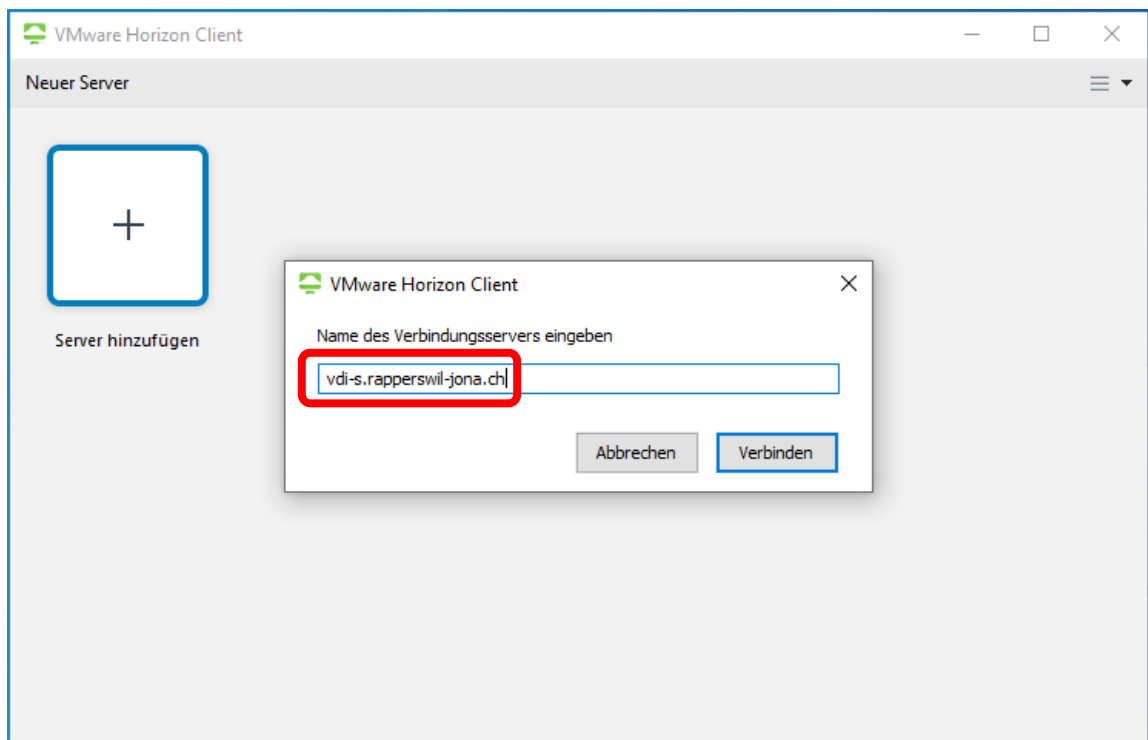 VMware Horizon Client
Neuer Server
VMware Horizon Client
Name des Verbindungsservers eingeben
vdi-s.rapperswil-jona.ch
Abbrechen
Verbinden
Server hinzufügen